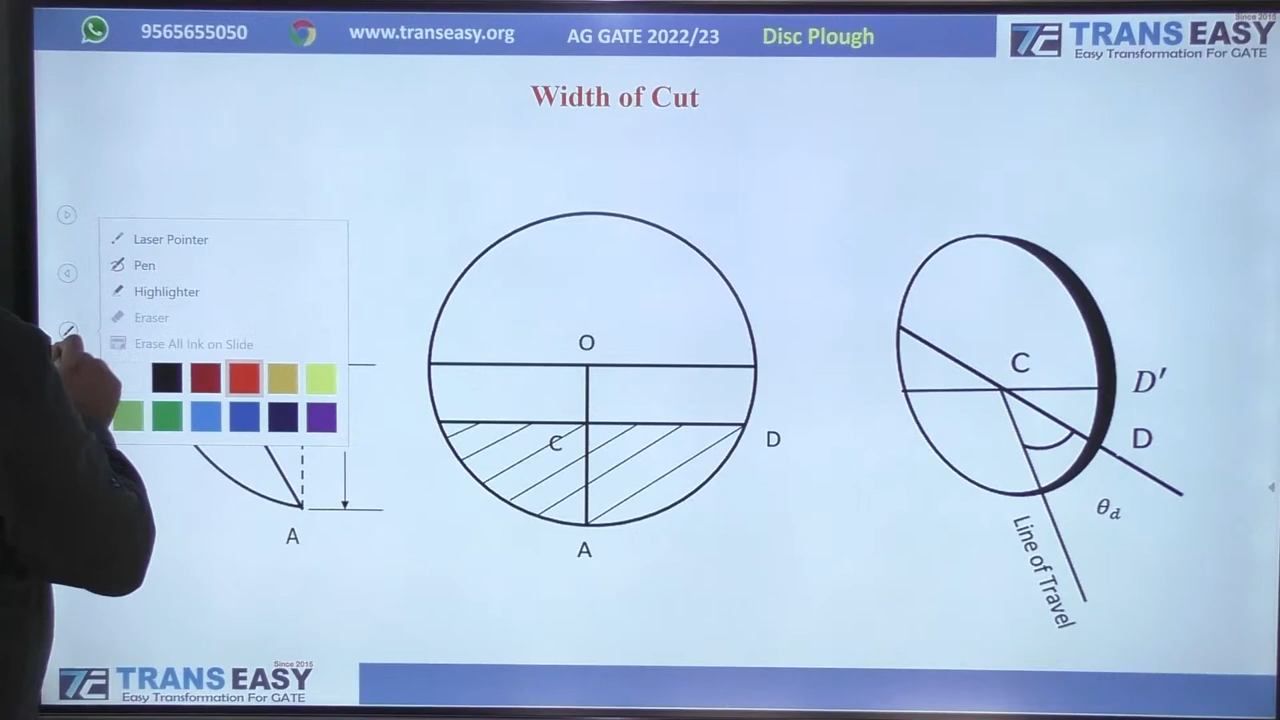 9565655050 www.transeasy.org AG GATE 2022/23 Disc Plough
Since 2015
TE TRANS EASY
Easy Transformation For GATE
Width of Cut
Laser Pointer
Pen
Highlighter
Eraser
Erase All Ink on Slide
O
C
D
A
A
C
D'
D
θd
Line of Travel
Since 2015
TE TRANS EASY
Easy Transformation For GATE